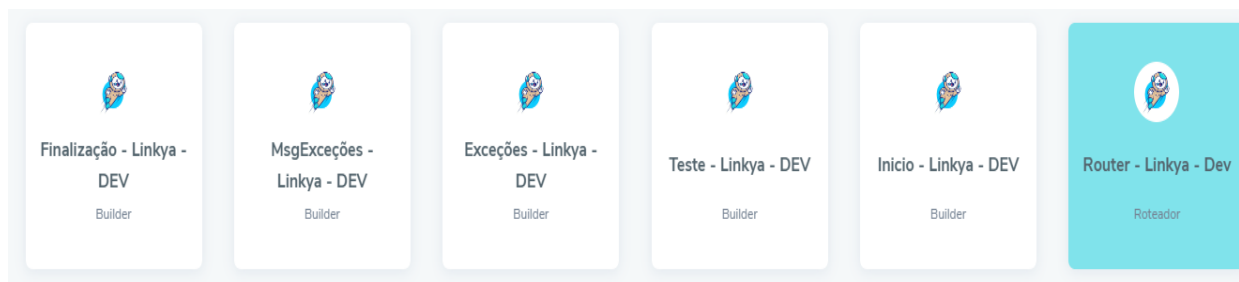 Finalização - Linkya -
DEV
Builder
MsgExceções -
Linkya - DEV
Builder
Exceções - Linkya -
DEV
Builder
Teste - Linkya - DEV
Builder
Inicio - Linkya - DEV
Builder
Router - Linkya - Dev
Roteador